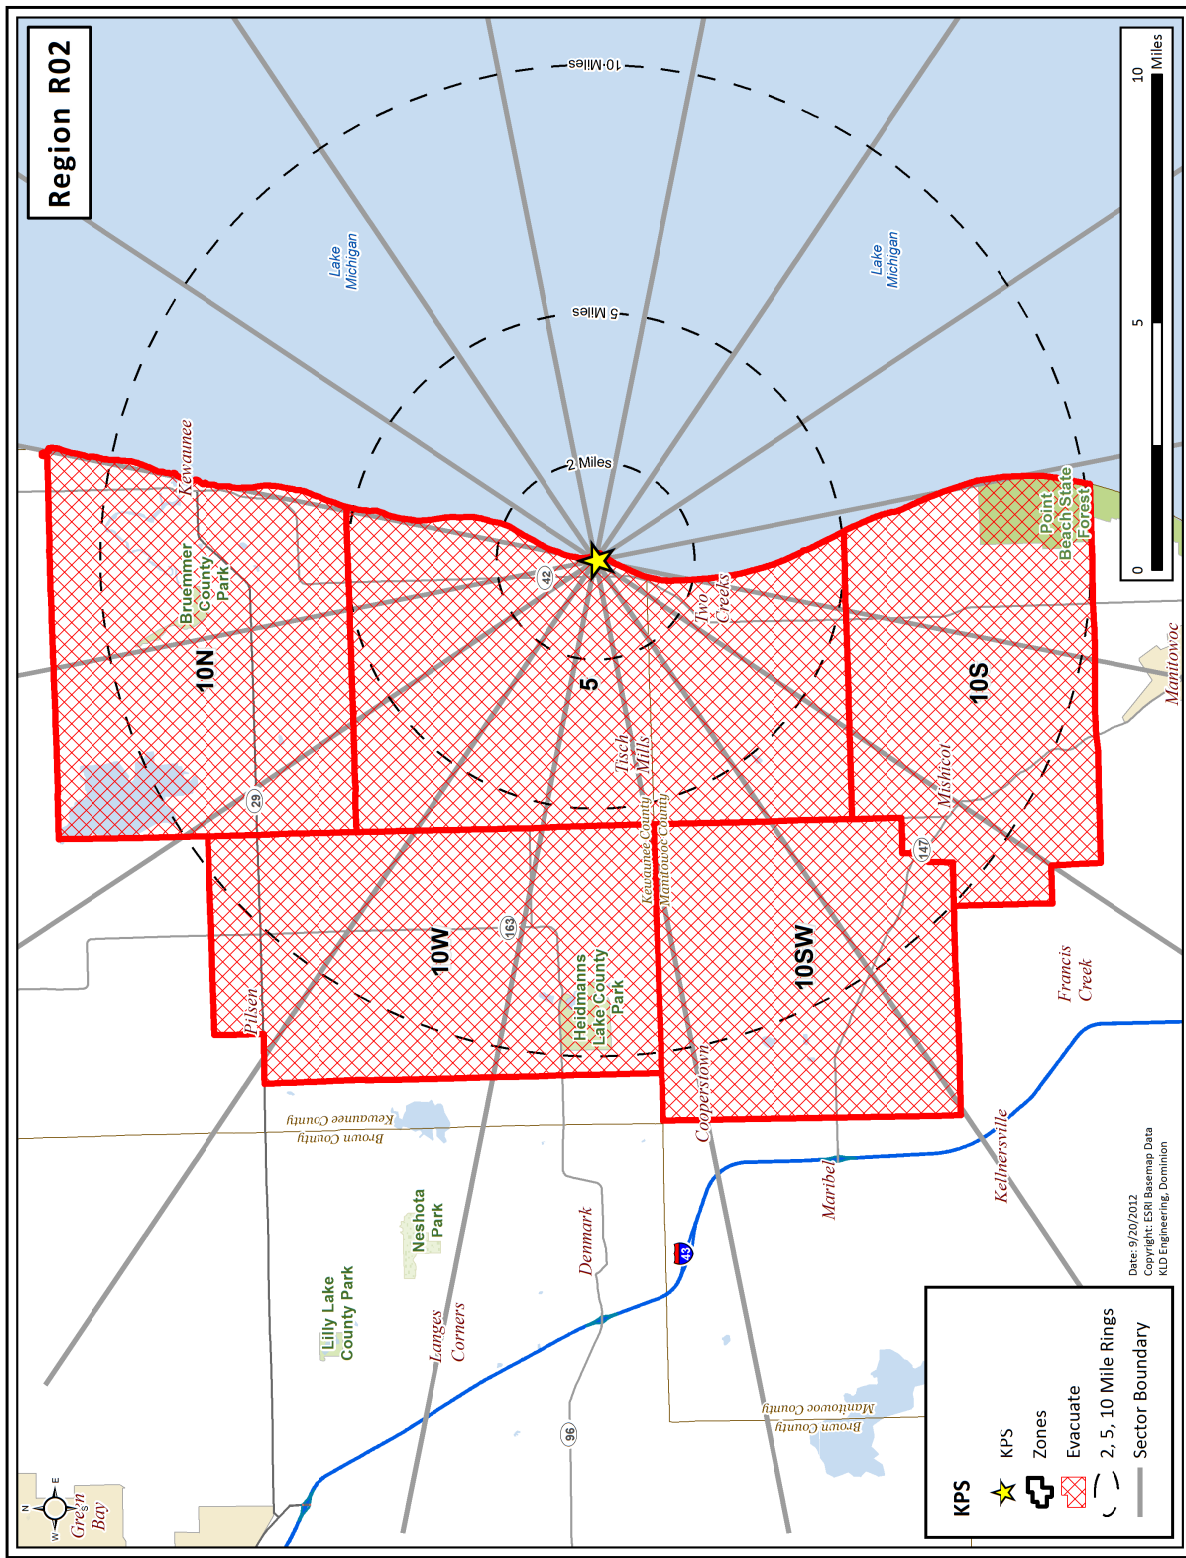 Region R02
10 Miles
5 Miles
2 Miles
Lake
Michigan
Lake
Michigan
Kewaunee
Bruemmer
County
Park
10N
29
42
5
Two
Creeks
Tisch
Mills
Kewaunee County
Manitowoc County
10S
Point
Beach State
Forest
Mishicot
147
Manitowoc
10W
163
Pilsen
Heidmanns
Lake County
Park
10SW
Cooperstown
Francis
Creek
Kewaunee County
Brown County
Neshota
Park
Lilly Lake
County Park
Langes
Corners
Denmark
43
96
Maribel
Kellnersville
Manitowoc County
Brown County
Green
Bay
N
E
S
W
0
5
10
Miles
Date: 9/20/2012
Copyright: ESRI Basemap Data
KLD Engineering, Dominion
KPS
KPS
Zones
Evacuate
2, 5, 10 Mile Rings
Sector Boundary